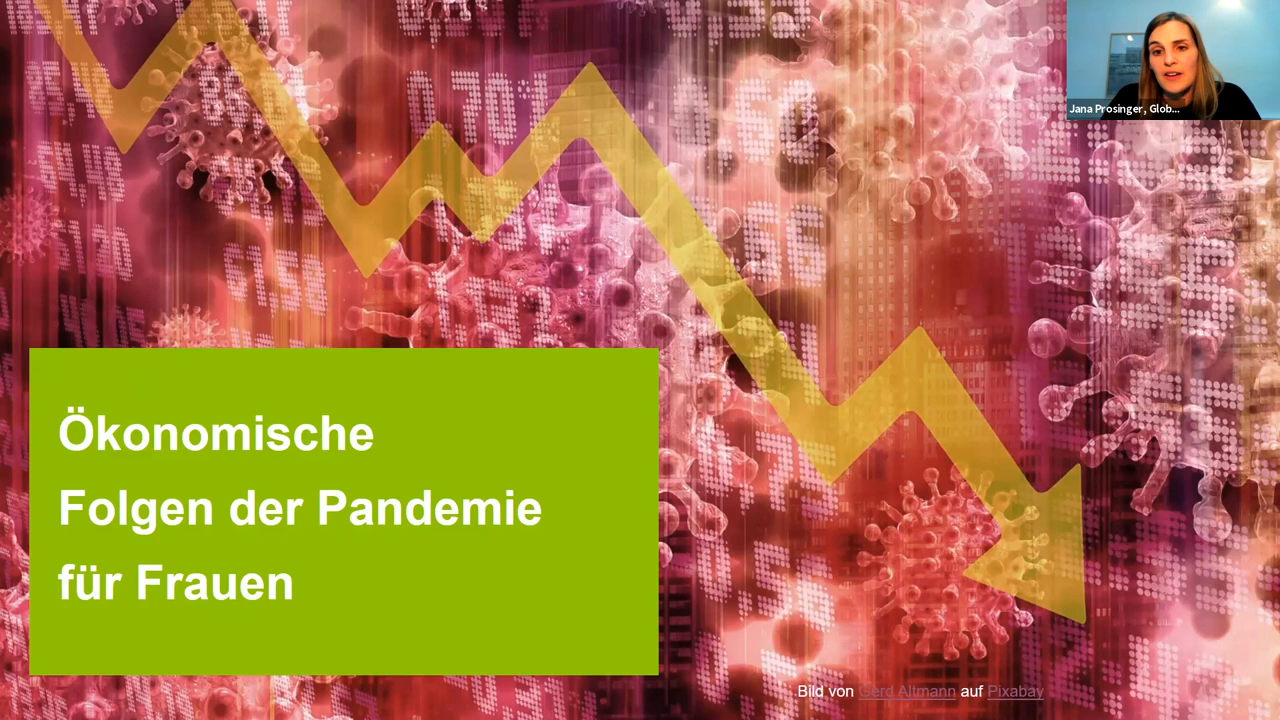 Jana Prosinger, Glob...
Ökonomische
Folgen der Pandemie
für Frauen
Bild von Gerd Altmann auf Pixabay